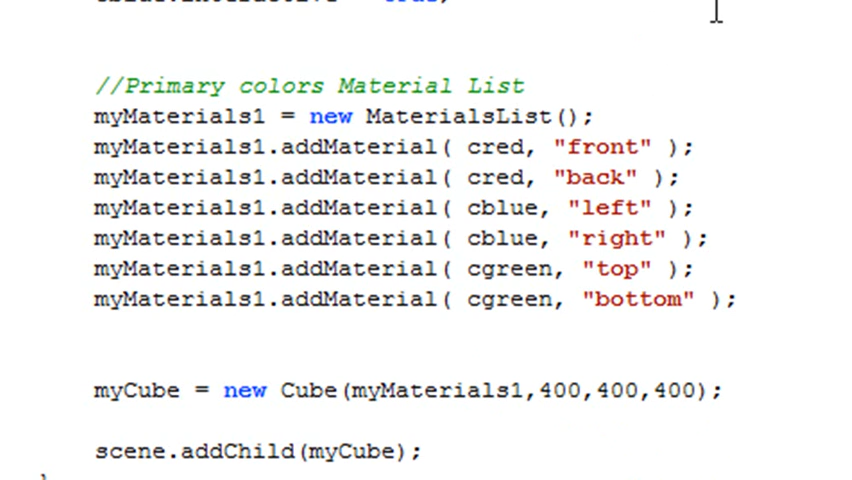 //Primary colors Material List
myMaterials1 = new MaterialsList();
myMaterials1.addMaterial( cred, "front" );
myMaterials1.addMaterial( cred, "back" );
myMaterials1.addMaterial( cblue, "left" );
myMaterials1.addMaterial( cblue, "right" );
myMaterials1.addMaterial( cgreen, "top" );
myMaterials1.addMaterial( cgreen, "bottom" );
myCube = new Cube(myMaterials1,400,400,400);
scene.addChild(myCube);